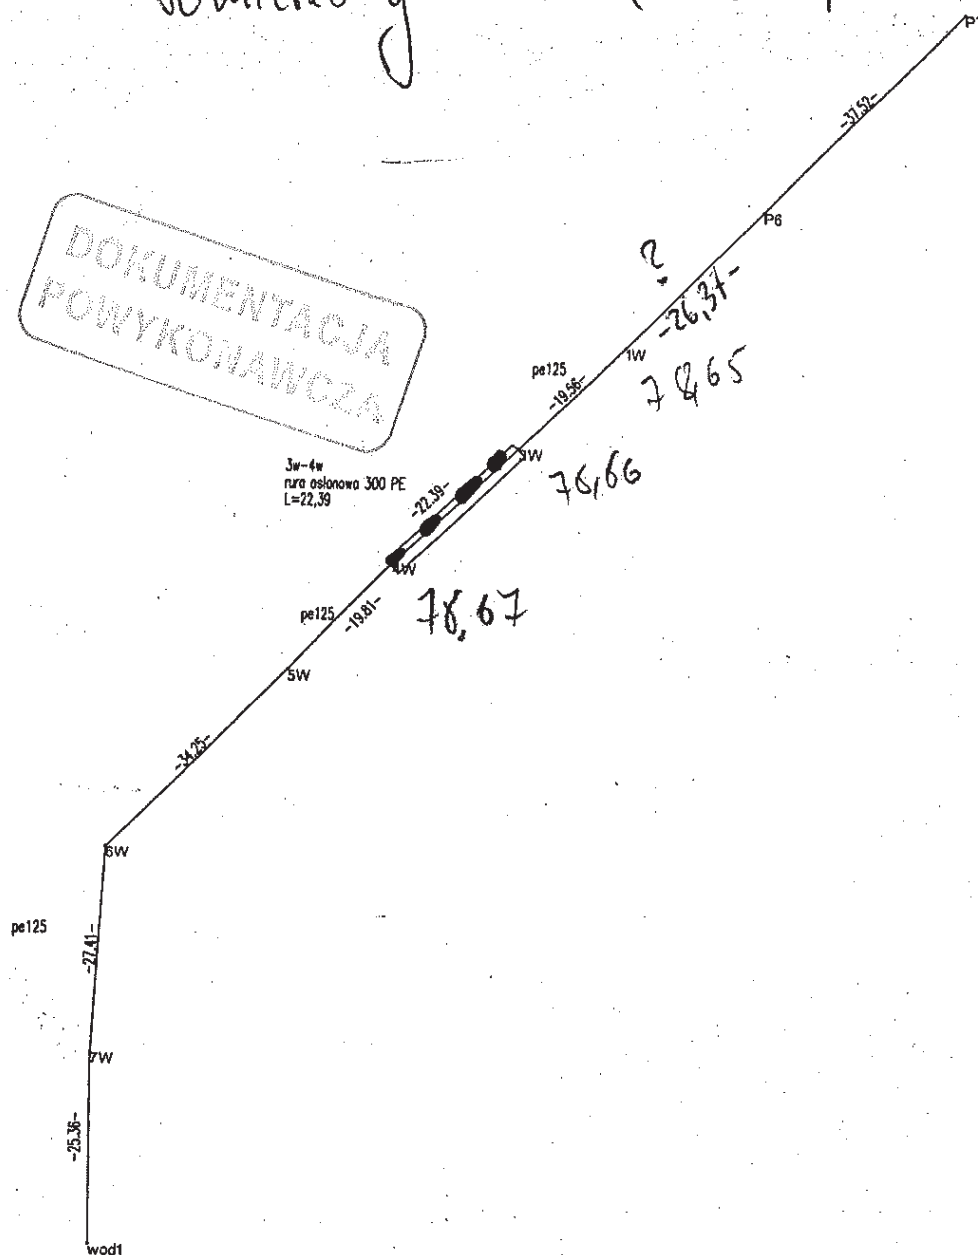 P6
-37.52-
?
-26,37-
1W
pe125
-19.56-
78,65
DOKUMENTACJA
POWYKONAWCZA
3w-4w
rura osłonowa 300 PE
L=22,39
-22.39-
78,66
4W
78,67
pe125
-19.81-
5W
-34.25-
6W
pe125
-27.41-
7W
-25.36-
wod1